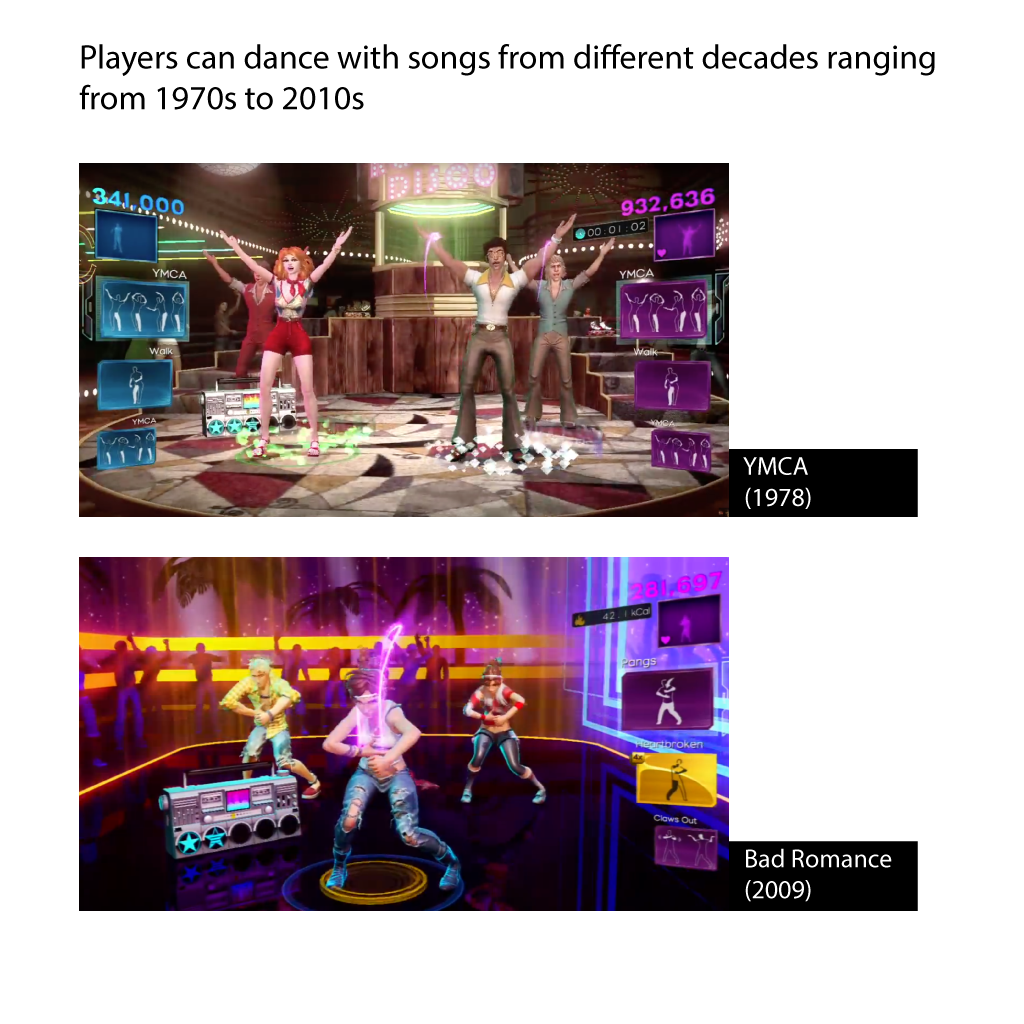 Players can dance with songs from different decades ranging
from 1970s to 2010s
DISCO
341,000
932,636
00:01:02
YMCA
YMCA
Walk
Walk
YMCA
YMCA
YMCA
(1978)
281,697
42.1 kCal
Pangs
Heartbroken
4x
Claws Out
Bad Romance
(2009)